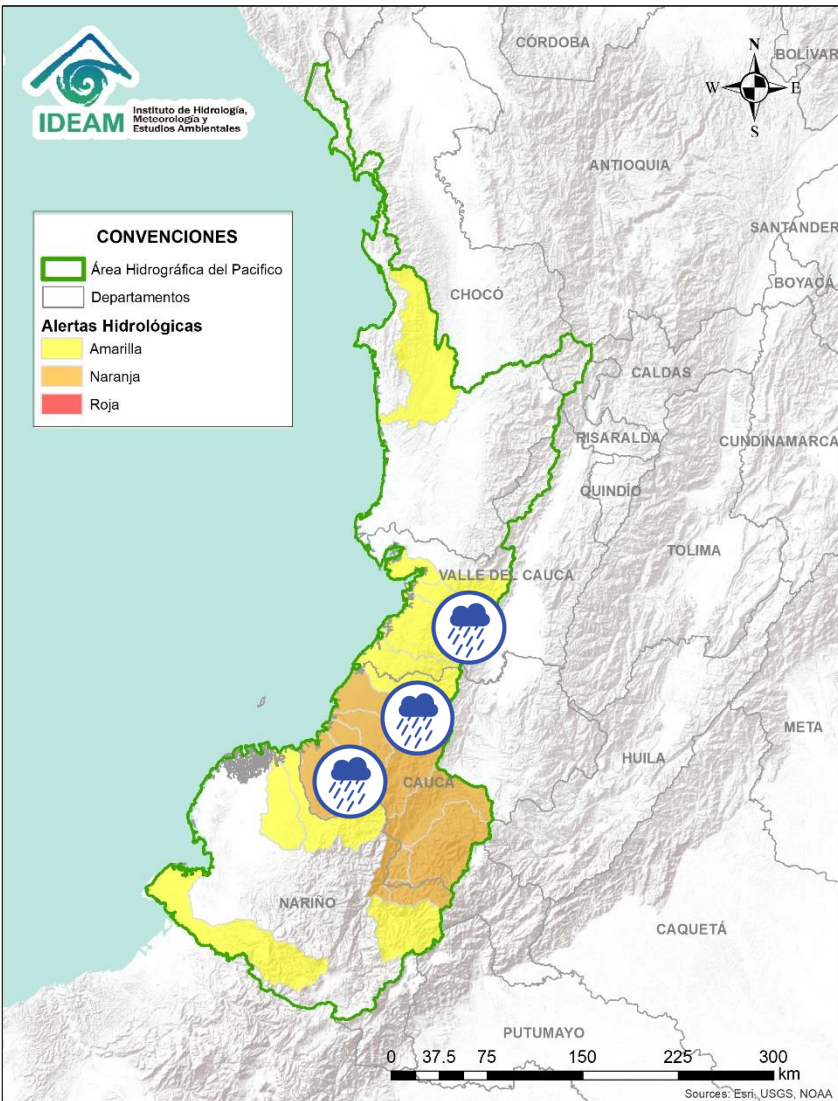 IDEAM
Instituto de Hidrología,
Meteorología y
Estudios Ambientales
CÓRDOBA
BOLÍVAR
N
W
E
S
ANTIOQUIA
SANTANDER
BOYACÁ
CONVENCIONES
Área Hidrográfica del Pacifico
Departamentos
Alertas Hidrológicas
Amarilla
Naranja
Roja
CHOCÓ
CALDAS
RISARALDA
CUNDINAMARCA
QUINDÍO
TOLIMA
VALLE DEL CAUCA
META
HUILA
CAUCA
NARIÑO
CAQUETÁ
PUTUMAYO
0 37.5 75 150 225 300
km
Sources: Esri, USGS, NOAA